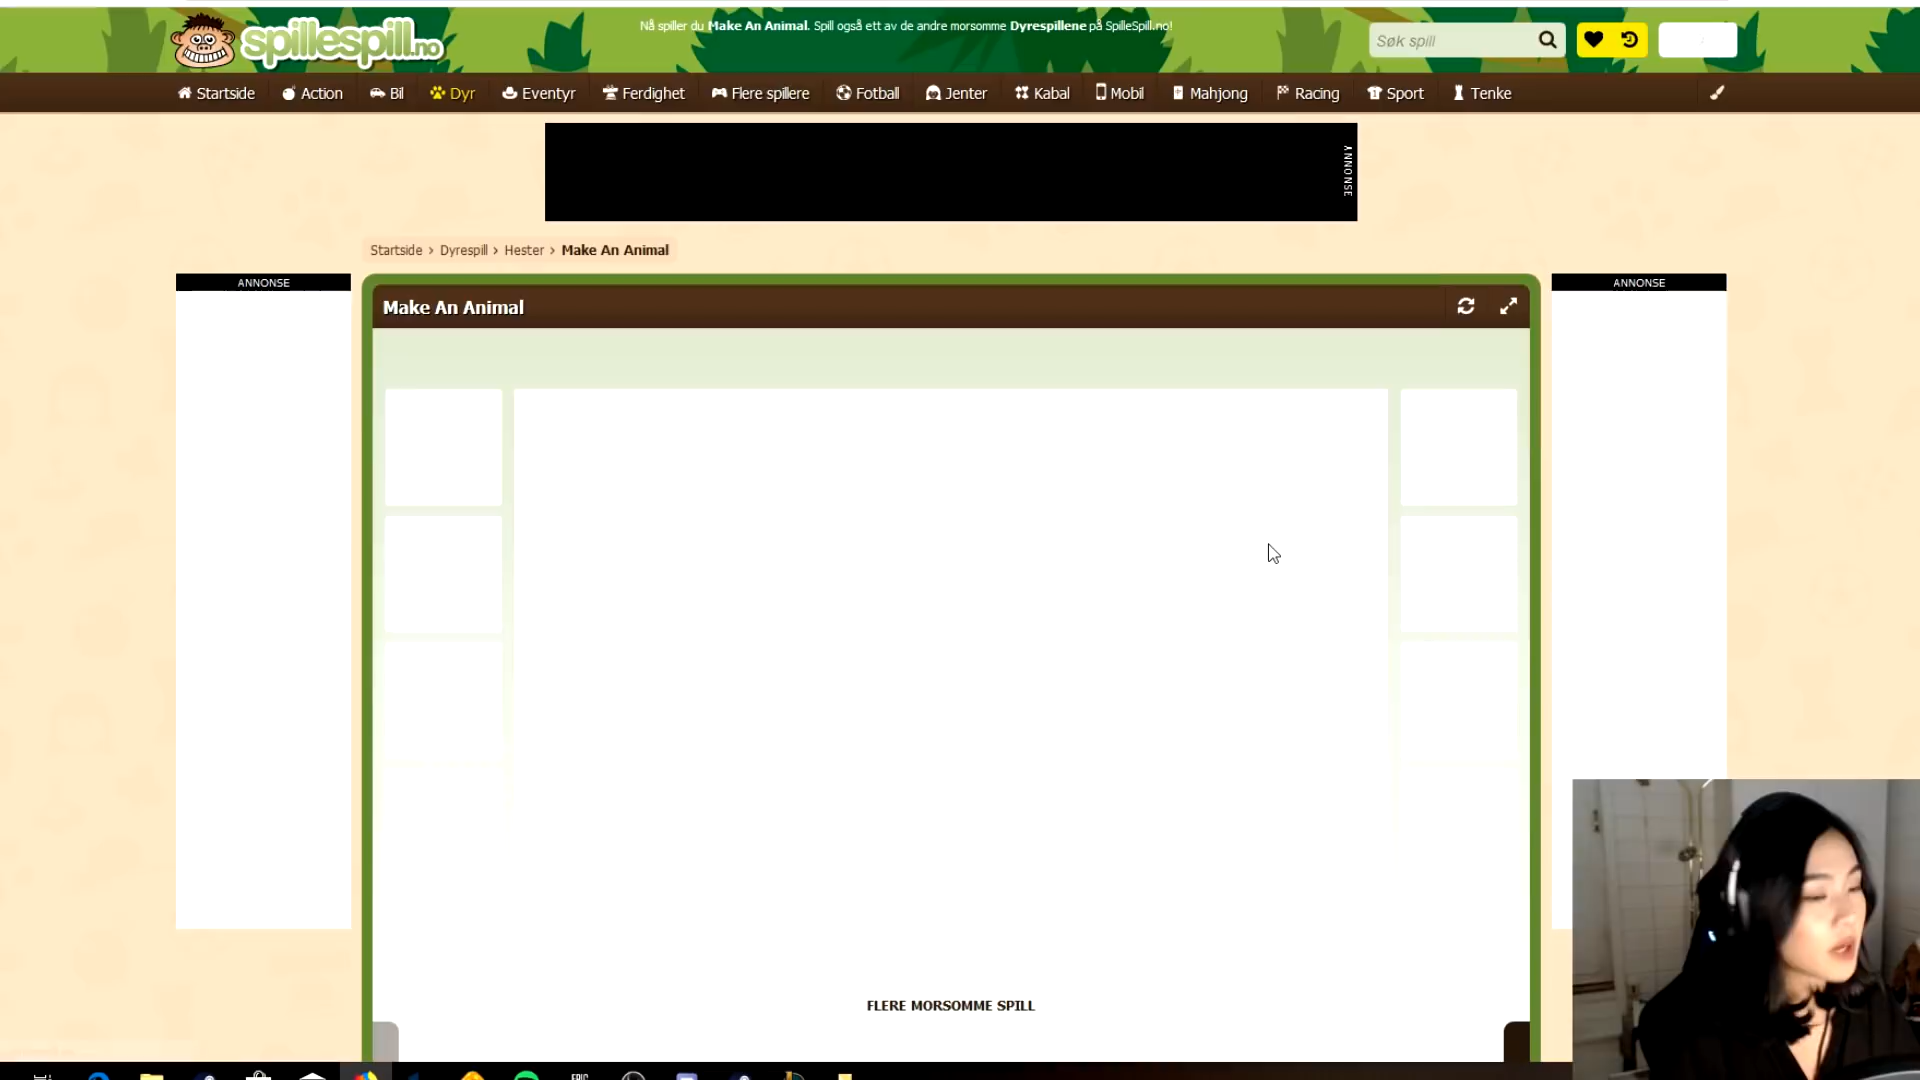 spillespill.no
Nå spiller du Make An Animal. Spill også ett av de andre morsomme Dyrespillene på SpilleSpill.no!
Søk spill
Startside Action Bil Dyr Eventyr Ferdighet Flere spillere Fotball Jenter Kabal Mobil Mahjong Racing Sport Tenke
ANNONSE
Startside › Dyrespill › Hester › Make An Animal
ANNONSE
ANNONSE
Make An Animal
FLERE MORSOMME SPILL
EPIC